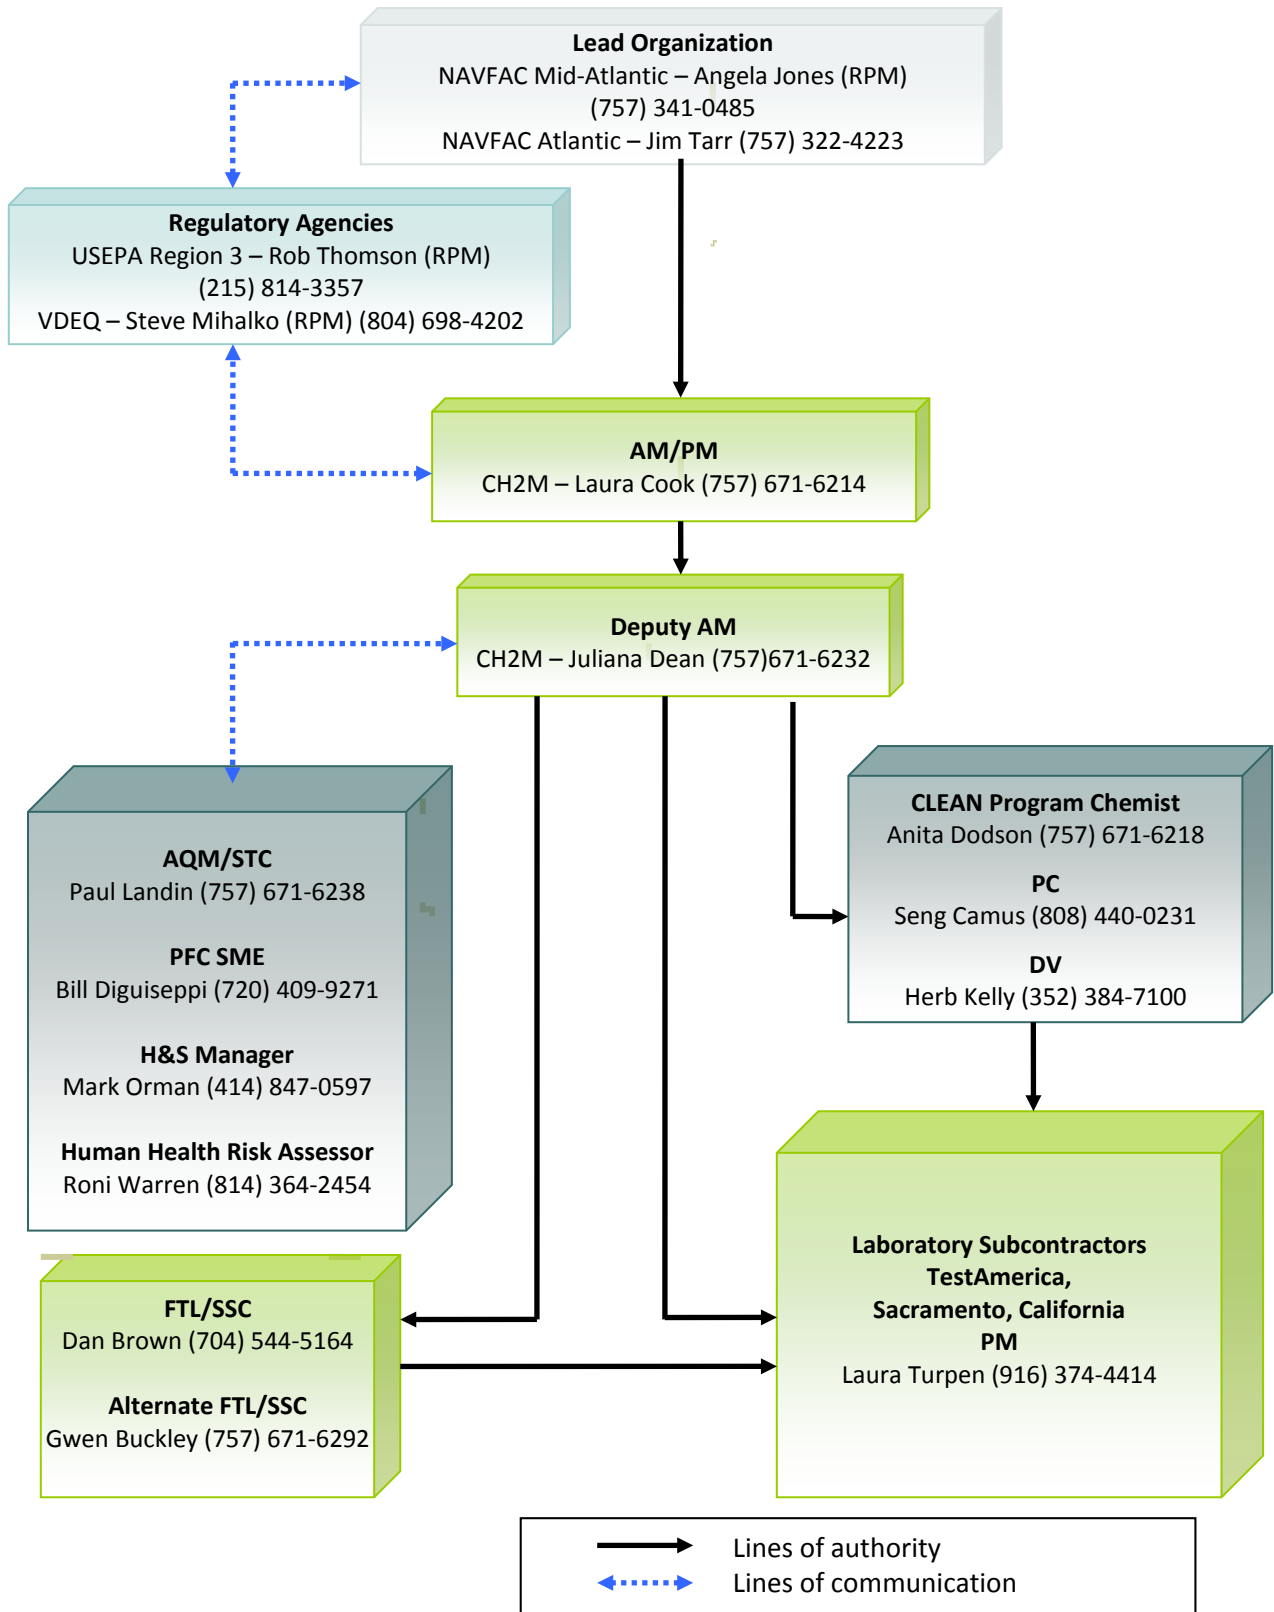 Lead Organization
NAVFAC Mid-Atlantic – Angela Jones (RPM)
(757) 341-0485
NAVFAC Atlantic – Jim Tarr (757) 322-4223
Regulatory Agencies
USEPA Region 3 – Rob Thomson (RPM)
(215) 814-3357
VDEQ – Steve Mihalko (RPM) (804) 698-4202
AM/PM
CH2M – Laura Cook (757) 671-6214
Deputy AM
CH2M – Juliana Dean (757)671-6232
AQM/STC
Paul Landin (757) 671-6238
PFC SME
Bill Diguiseppi (720) 409-9271
H&S Manager
Mark Orman (414) 847-0597
Human Health Risk Assessor
Roni Warren (814) 364-2454
CLEAN Program Chemist
Anita Dodson (757) 671-6218
PC
Seng Camus (808) 440-0231
DV
Herb Kelly (352) 384-7100
FTL/SSC
Dan Brown (704) 544-5164
Alternate FTL/SSC
Gwen Buckley (757) 671-6292
Laboratory Subcontractors
TestAmerica,
Sacramento, California
PM
Laura Turpen (916) 374-4414
Lines of authority
Lines of communication